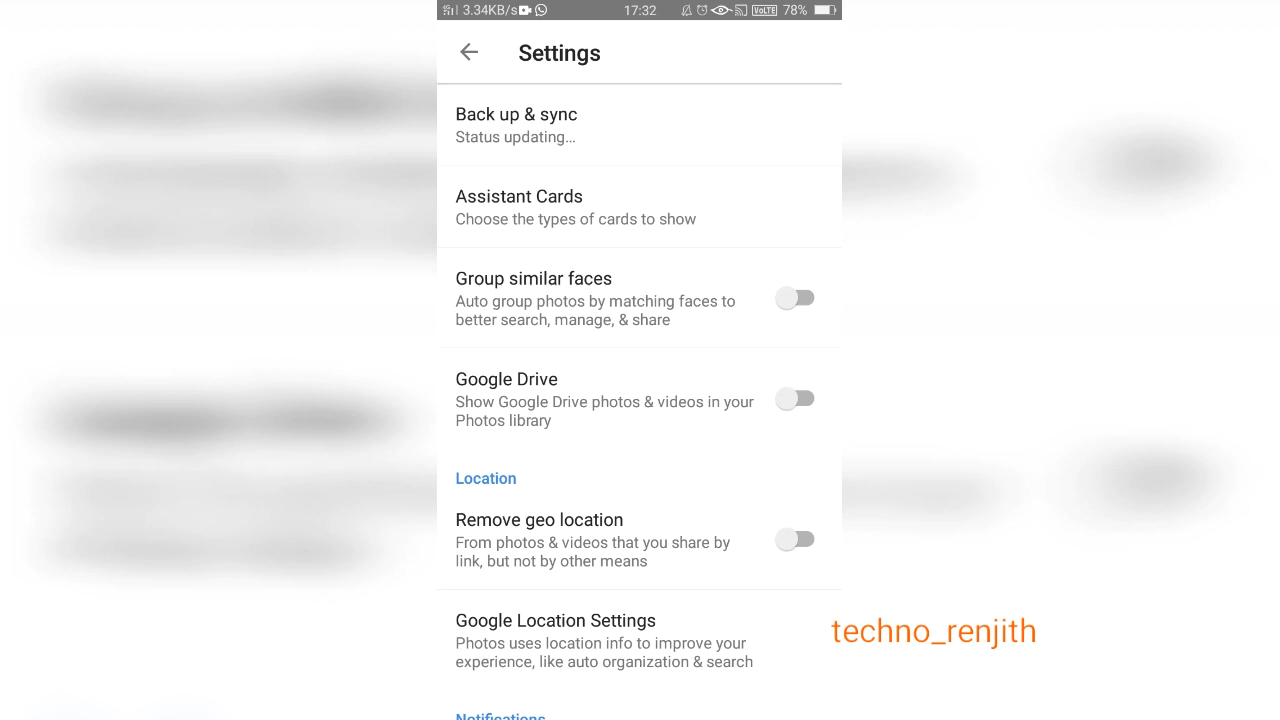 3.34KB/s 17:32 VoLTE 78%
Settings
Back up & sync
Status updating…
Assistant Cards
Choose the types of cards to show
Group similar faces
Auto group photos by matching faces to
better search, manage, & share
Google Drive
Show Google Drive photos & videos in your
Photos library
Location
Remove geo location
From photos & videos that you share by
link, but not by other means
Google Location Settings
Photos uses location info to improve your
experience, like auto organization & search
techno_renjith
Notifications